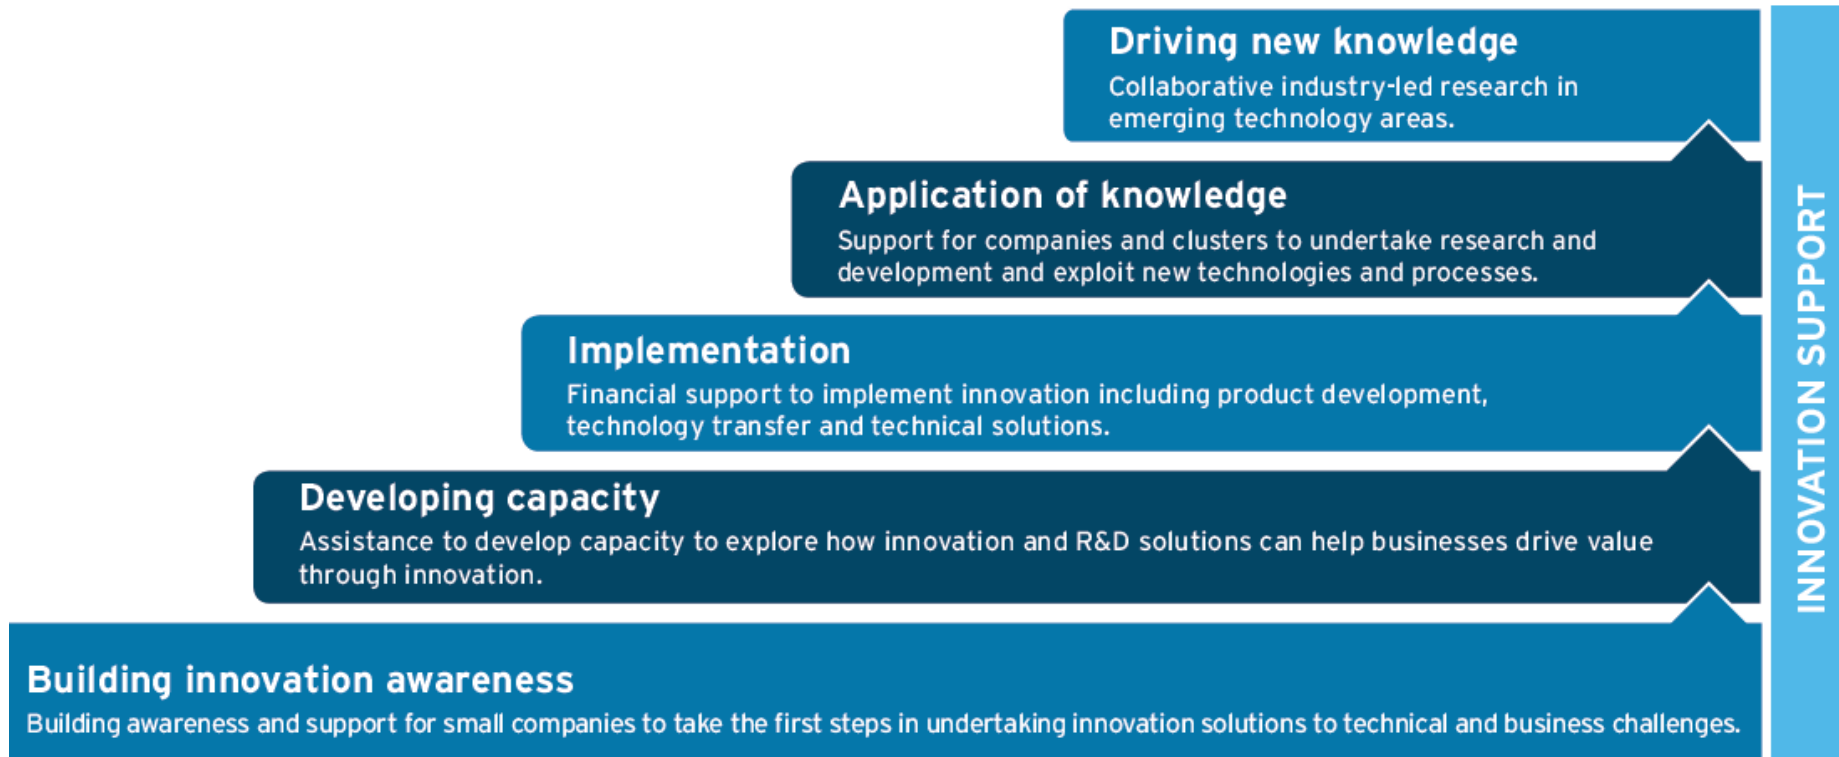 Driving new knowledge
Collaborative industry-led research in
emerging technology areas.
Application of knowledge
Support for companies and clusters to undertake research and
development and exploit new technologies and processes.
Implementation
Financial support to implement innovation including product development,
technology transfer and technical solutions.
Developing capacity
Assistance to develop capacity to explore how innovation and R&D solutions can help businesses drive value
through innovation.
Building innovation awareness
Building awareness and support for small companies to take the first steps in undertaking innovation solutions to technical and business challenges.
INNOVATION SUPPORT